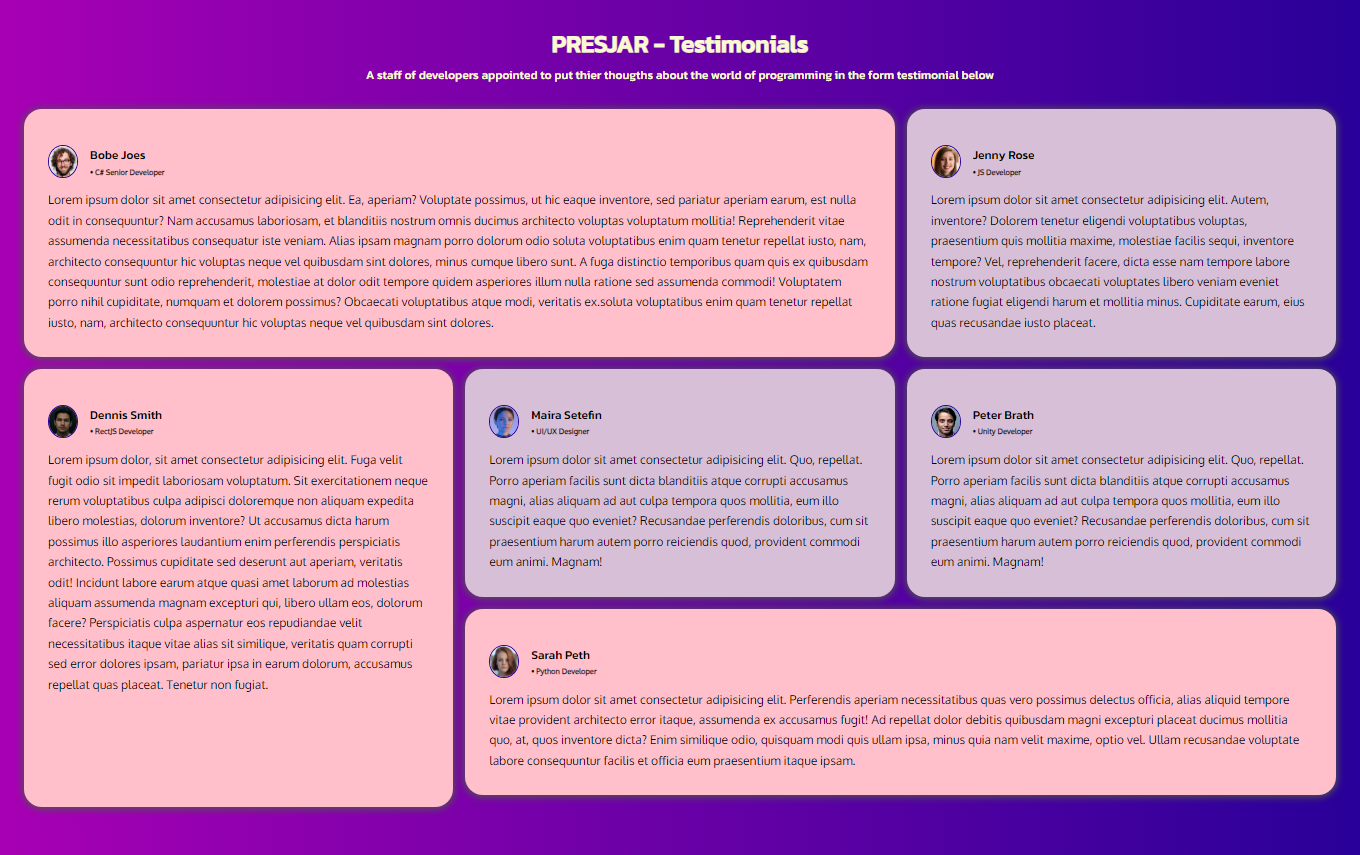 PRESJAR - Testimonials
A staff of developers appointed to put thier thougths about the world of programming in the form testimonial below
Bobe Joes
• C# Senior Developer
Lorem ipsum dolor sit amet consectetur adipisicing elit. Ea, aperiam? Voluptate possimus, ut hic eaque inventore, sed pariatur aperiam earum, est nulla
odit in consequuntur? Nam accusamus laboriosam, et blanditiis nostrum omnis ducimus architecto voluptas voluptatum mollitia! Reprehenderit vitae
assumenda necessitatibus consequatur iste veniam. Alias ipsam magnam porro dolorum odio soluta voluptatibus enim quam tenetur repellat iusto, nam,
architecto consequuntur hic voluptas neque vel quibusdam sint dolores, minus cumque libero sunt. A fuga distinctio temporibus quam quis ex quibusdam
consequuntur sunt odio reprehenderit, molestiae at dolor odit tempore quidem asperiores illum nulla ratione sed assumenda commodi! Voluptatem
porro nihil cupiditate, numquam et dolorem possimus? Obcaecati voluptatibus atque modi, veritatis ex.soluta voluptatibus enim quam tenetur repellat
iusto, nam, architecto consequuntur hic voluptas neque vel quibusdam sint dolores.
Jenny Rose
• JS Developer
Lorem ipsum dolor sit amet consectetur adipisicing elit. Autem,
inventore? Dolorem tenetur eligendi voluptatibus voluptas,
praesentium quis mollitia maxime, molestiae facilis sequi, inventore
tempore? Vel, reprehenderit facere, dicta esse nam tempore labore
nostrum voluptatibus obcaecati voluptates libero veniam eveniet
ratione fugiat eligendi harum et mollitia minus. Cupiditate earum, eius
quas recusandae iusto placeat.
Dennis Smith
• RectJS Developer
Lorem ipsum dolor, sit amet consectetur adipisicing elit. Fuga velit
fugit odio sit impedit laboriosam voluptatum. Sit exercitationem neque
rerum voluptatibus culpa adipisci doloremque non aliquam expedita
libero molestias, dolorum inventore? Ut accusamus dicta harum
possimus illo asperiores laudantium enim perferendis perspiciatis
architecto. Possimus cupiditate sed deserunt aut aperiam, veritatis
odit! Incidunt labore earum atque quasi amet laborum ad molestias
aliquam assumenda magnam excepturi qui, libero ullam eos, dolorum
facere? Perspiciatis culpa aspernatur eos repudiandae velit
necessitatibus itaque vitae alias sit similique, veritatis quam corrupti
sed error dolores ipsam, pariatur ipsa in earum dolorum, accusamus
repellat quas placeat. Tenetur non fugiat.
Maira Setefin
• UI/UX Designer
Lorem ipsum dolor sit amet consectetur adipisicing elit. Quo, repellat.
Porro aperiam facilis sunt dicta blanditiis atque corrupti accusamus
magni, alias aliquam ad aut culpa tempora quos mollitia, eum illo
suscipit eaque quo eveniet? Recusandae perferendis doloribus, cum sit
praesentium harum autem porro reiciendis quod, provident commodi
eum animi. Magnam!
Peter Brath
• Unity Developer
Lorem ipsum dolor sit amet consectetur adipisicing elit. Quo, repellat.
Porro aperiam facilis sunt dicta blanditiis atque corrupti accusamus
magni, alias aliquam ad aut culpa tempora quos mollitia, eum illo
suscipit eaque quo eveniet? Recusandae perferendis doloribus, cum sit
praesentium harum autem porro reiciendis quod, provident commodi
eum animi. Magnam!
Sarah Peth
• Python Developer
Lorem ipsum dolor sit amet consectetur adipisicing elit. Perferendis aperiam necessitatibus quas vero possimus delectus officia, alias aliquid tempore
vitae provident architecto error itaque, assumenda ex accusamus fugit! Ad repellat dolor debitis quibusdam magni excepturi placeat ducimus mollitia
quo, at, quos inventore dicta? Enim similique odio, quisquam modi quis ullam ipsa, minus quia nam velit maxime, optio vel. Ullam recusandae voluptate
labore consequuntur facilis et officia eum praesentium itaque ipsam.